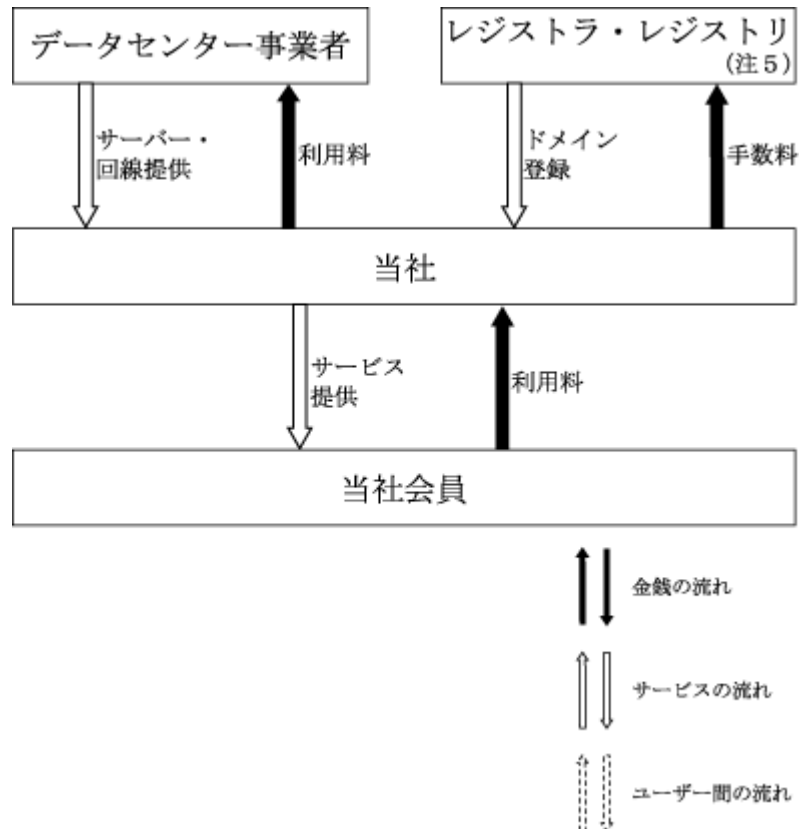 データセンター事業者
レジストラ・レジストリ
(注5)
サーバー・
回線提供
利用料
ドメイン
登録
手数料
当社
サービス
提供
利用料
当社会員
金銭の流れ
サービスの流れ
ユーザー間の流れ